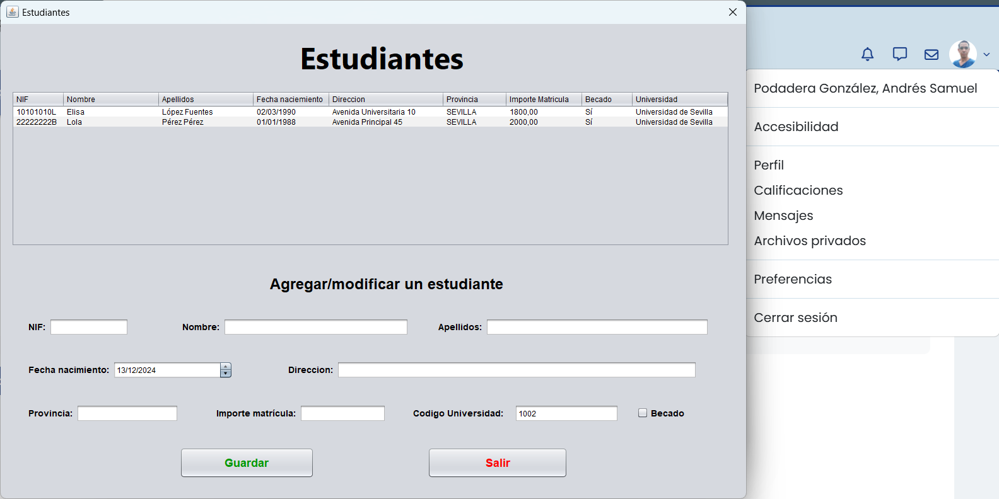 Estudiantes
Estudiantes
NIF Nombre Apellidos Fecha naciemiento Direccion Provincia Importe Matricula Becado Universidad
10101010L Elisa López Fuentes 02/03/1990 Avenida Universitaria 10 SEVILLA 1800,00 Sí Universidad de Sevilla
22222222B Lola Pérez Pérez 01/01/1988 Avenida Principal 45 SEVILLA 2000,00 Sí Universidad de Sevilla
Agregar/modificar un estudiante
NIF: Nombre: Apellidos:
Fecha nacimiento: 13/12/2024 Direccion:
Provincia: Importe matrícula: Codigo Universidad: 1002 Becado
Guardar Salir
Podadera González, Andrés Samuel
Accesibilidad
Perfil
Calificaciones
Mensajes
Archivos privados
Preferencias
Cerrar sesión